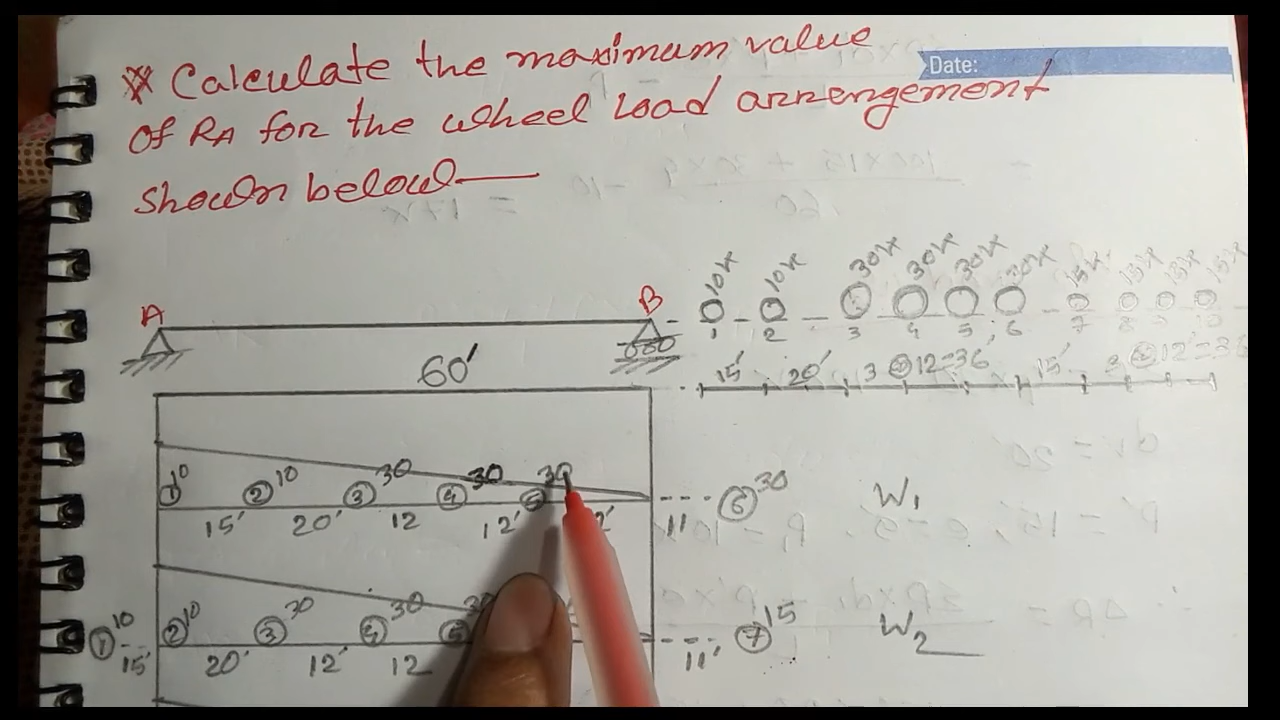 * Calculate the maximum value
Date:
of RA for the wheel load arrengement
shown below
A
B
10k 10k 30k 30k 30k 30k 15k 15k 15k 15k
1 2 3 4 5 6 7 8 9 10
60'
15' 20' 3@12=36' 15' 3@12'=36
1 10 2 10 3 30 4 30 5 30 6 30 W1
15' 20' 12 12' 2' 11
1 10 2 10 3 30 4 30 5 30 7 15 W2
15' 20' 12' 12 11'